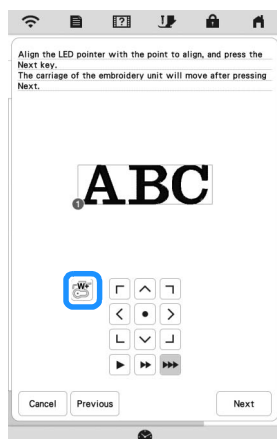 Align the LED pointer with the point to align, and press the
Next key.
The carriage of the embroidery unit will move after pressing
Next.
ABC
1
W+
Cancel Previous Next